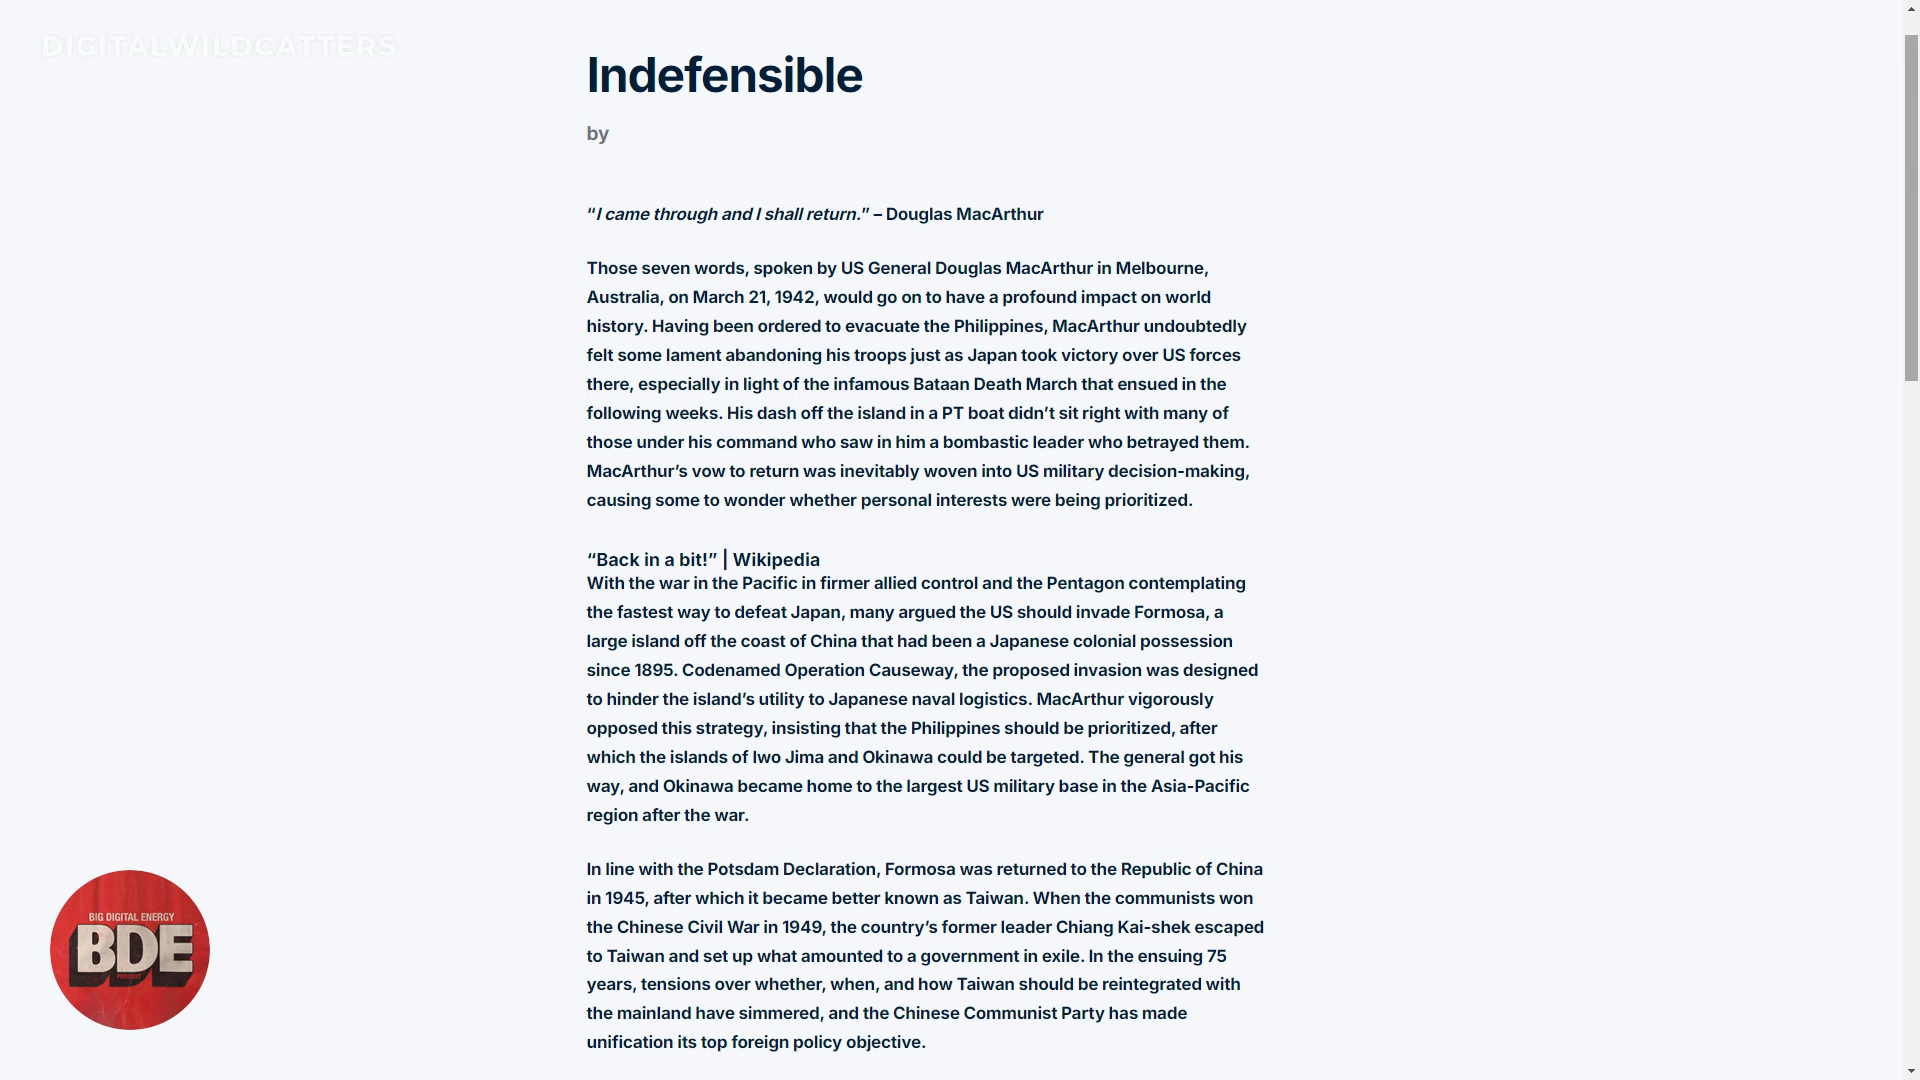 DIGITALWILDCATTERS
Indefensible
by
“I came through and I shall return.” – Douglas MacArthur
Those seven words, spoken by US General Douglas MacArthur in Melbourne,
Australia, on March 21, 1942, would go on to have a profound impact on world
history. Having been ordered to evacuate the Philippines, MacArthur undoubtedly
felt some lament abandoning his troops just as Japan took victory over US forces
there, especially in light of the infamous Bataan Death March that ensued in the
following weeks. His dash off the island in a PT boat didn’t sit right with many of
those under his command who saw in him a bombastic leader who betrayed them.
MacArthur’s vow to return was inevitably woven into US military decision-making,
causing some to wonder whether personal interests were being prioritized.
“Back in a bit!” | Wikipedia
With the war in the Pacific in firmer allied control and the Pentagon contemplating
the fastest way to defeat Japan, many argued the US should invade Formosa, a
large island off the coast of China that had been a Japanese colonial possession
since 1895. Codenamed Operation Causeway, the proposed invasion was designed
to hinder the island’s utility to Japanese naval logistics. MacArthur vigorously
opposed this strategy, insisting that the Philippines should be prioritized, after
which the islands of Iwo Jima and Okinawa could be targeted. The general got his
way, and Okinawa became home to the largest US military base in the Asia-Pacific
region after the war.
In line with the Potsdam Declaration, Formosa was returned to the Republic of China
in 1945, after which it became better known as Taiwan. When the communists won
the Chinese Civil War in 1949, the country’s former leader Chiang Kai-shek escaped
to Taiwan and set up what amounted to a government in exile. In the ensuing 75
years, tensions over whether, when, and how Taiwan should be reintegrated with
the mainland have simmered, and the Chinese Communist Party has made
unification its top foreign policy objective.
BIG DIGITAL ENERGY
BDE
PODCAST